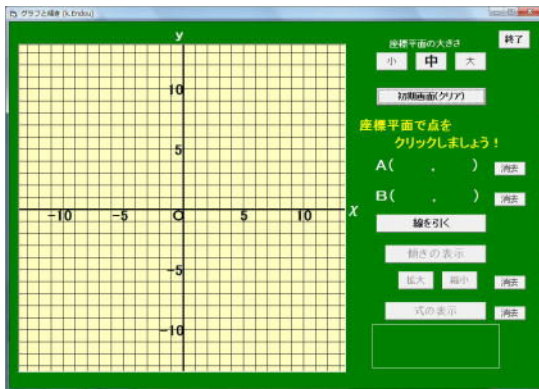 グラフと傾き (k.Endou)
終了
座標平面の大きさ
小 中 大
初期画面(クリア)
座標平面で点を
クリックしましょう!
A( , ) 消去
B( , ) 消去
線を引く
傾きの表示
拡大 縮小 消去
式の表示 消去
y
10
5
-10 -5 O 5 10 x
-5
-10